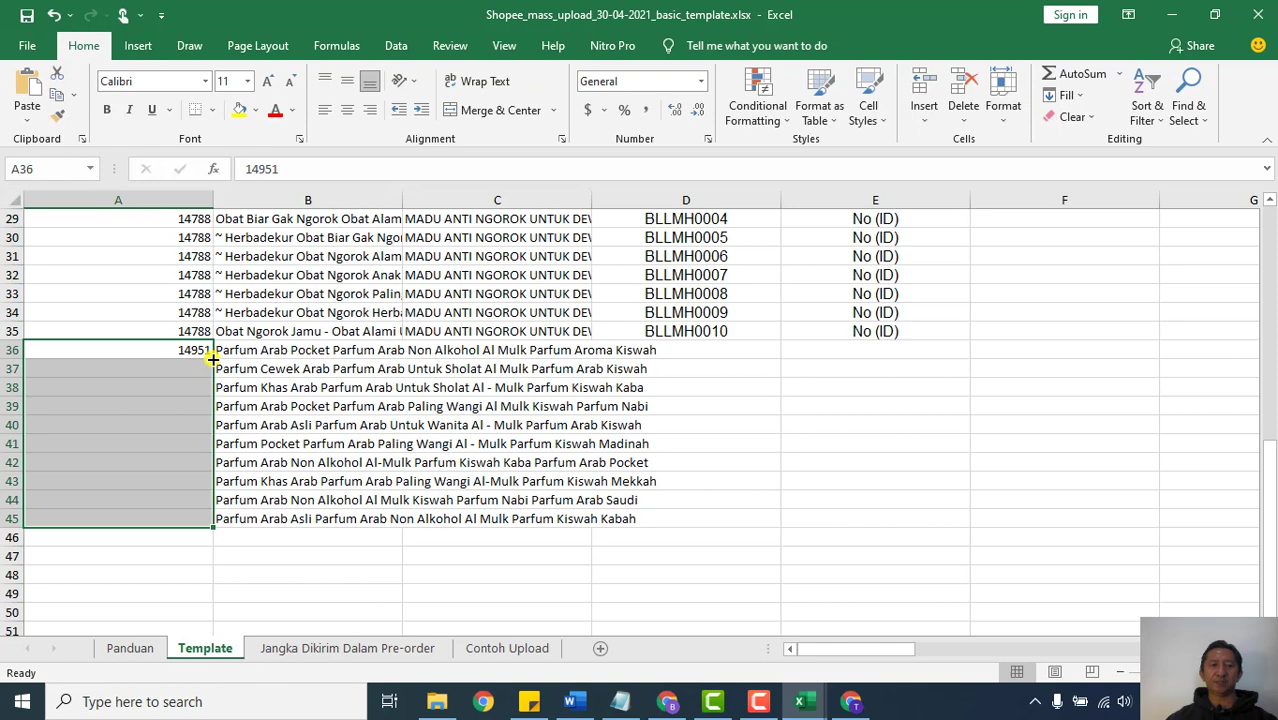 Shopee_mass_upload_30-04-2021_basic_template.xlsx - Excel
Sign in
File Home Insert Draw Page Layout Formulas Data Review View Help Nitro Pro Tell me what you want to do Share
Paste
Calibri 11
B I U
A A
Wrap Text
Merge & Center
General
$ % ,
Conditional Formatting
Format as Table
Cell Styles
Insert Delete Format
AutoSum
Fill
Clear
Sort & Filter
Find & Select
Clipboard Font Alignment Number Styles Cells Editing
A36 fx 14951
A B C D E F G
29 14788 Obat Biar Gak Ngorok Obat Alam MADU ANTI NGOROK UNTUK DEW BLLMH0004 No (ID)
30 14788 ~ Herbadekur Obat Biar Gak Ngo MADU ANTI NGOROK UNTUK DEW BLLMH0005 No (ID)
31 14788 ~ Herbadekur Obat Ngorok Alam MADU ANTI NGOROK UNTUK DEW BLLMH0006 No (ID)
32 14788 ~ Herbadekur Obat Ngorok Anak MADU ANTI NGOROK UNTUK DEW BLLMH0007 No (ID)
33 14788 ~ Herbadekur Obat Ngorok Paling MADU ANTI NGOROK UNTUK DEW BLLMH0008 No (ID)
34 14788 ~ Herbadekur Obat Ngorok Herb MADU ANTI NGOROK UNTUK DEW BLLMH0009 No (ID)
35 14788 Obat Ngorok Jamu - Obat Alami MADU ANTI NGOROK UNTUK DEW BLLMH0010 No (ID)
36 14951 Parfum Arab Pocket Parfum Arab Non Alkohol Al Mulk Parfum Aroma Kiswah
37 Parfum Cewek Arab Parfum Arab Untuk Sholat Al Mulk Parfum Arab Kiswah
38 Parfum Khas Arab Parfum Arab Untuk Sholat Al - Mulk Parfum Kiswah Kaba
39 Parfum Arab Pocket Parfum Arab Paling Wangi Al Mulk Kiswah Parfum Nabi
40 Parfum Arab Asli Parfum Arab Untuk Wanita Al - Mulk Parfum Arab Kiswah
41 Parfum Pocket Parfum Arab Paling Wangi Al - Mulk Parfum Kiswah Madinah
42 Parfum Arab Non Alkohol Al-Mulk Parfum Kiswah Kaba Parfum Arab Pocket
43 Parfum Khas Arab Parfum Arab Paling Wangi Al-Mulk Parfum Kiswah Mekkah
44 Parfum Arab Non Alkohol Al Mulk Kiswah Parfum Nabi Parfum Arab Saudi
45 Parfum Arab Asli Parfum Arab Non Alkohol Al Mulk Parfum Kiswah Kabah
46
47
48
49
50
51
Panduan Template Jangka Dikirim Dalam Pre-order Contoh Upload
Ready
Type here to search